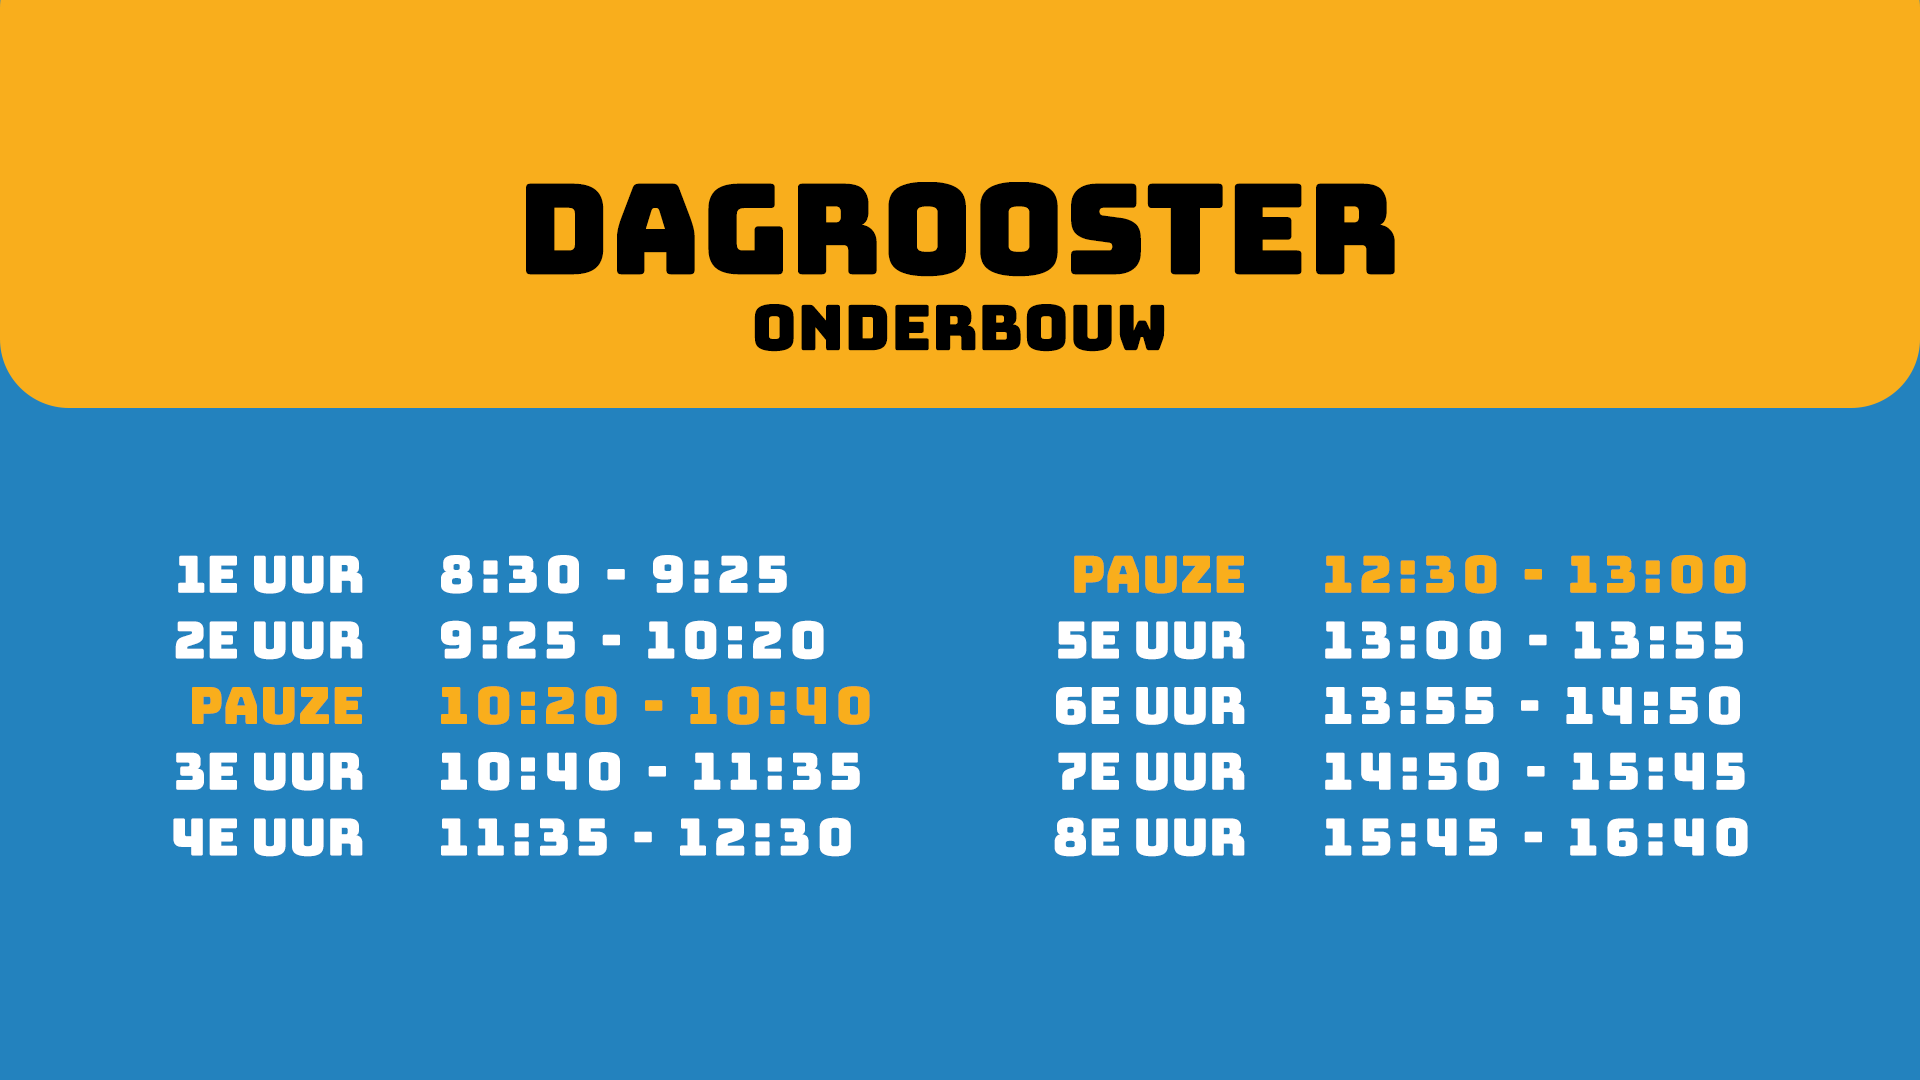 DAGROOSTER
ONDERBOUW
1E UUR 8:30 - 9:25
2E UUR 9:25 - 10:20
PAUZE 10:20 - 10:40
3E UUR 10:40 - 11:35
4E UUR 11:35 - 12:30
PAUZE 12:30 - 13:00
5E UUR 13:00 - 13:55
6E UUR 13:55 - 14:50
7E UUR 14:50 - 15:45
8E UUR 15:45 - 16:40